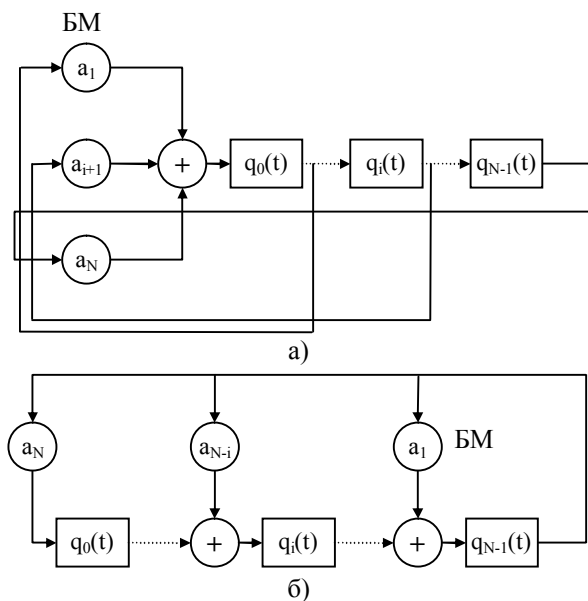 БМ
a1
ai+1
+
q0(t)
qi(t)
qN-1(t)
aN
а)
aN
aN-i
a1
БМ
q0(t)
+
qi(t)
+
qN-1(t)
б)